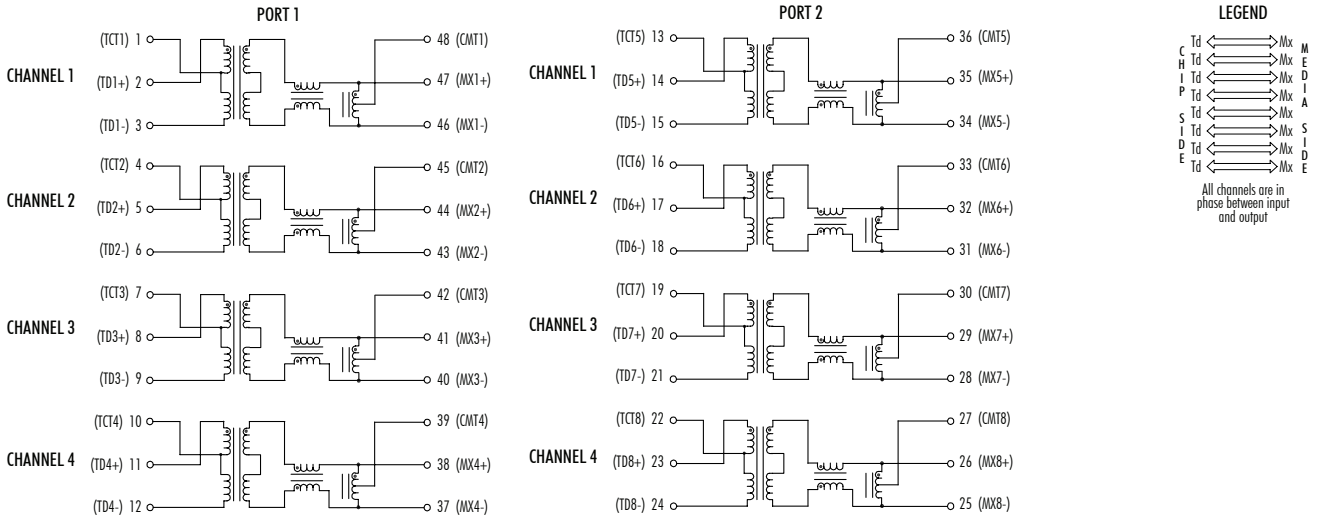 PORT 1
CHANNEL 1
(TCT1) 1
(TD1+) 2
(TD1-) 3
48 (CMT1)
47 (MX1+)
46 (MX1-)
CHANNEL 2
(TCT2) 4
(TD2+) 5
(TD2-) 6
45 (CMT2)
44 (MX2+)
43 (MX2-)
CHANNEL 3
(TCT3) 7
(TD3+) 8
(TD3-) 9
42 (CMT3)
41 (MX3+)
40 (MX3-)
CHANNEL 4
(TCT4) 10
(TD4+) 11
(TD4-) 12
39 (CMT4)
38 (MX4+)
37 (MX4-)
PORT 2
CHANNEL 1
(TCT5) 13
(TD5+) 14
(TD5-) 15
36 (CMT5)
35 (MX5+)
34 (MX5-)
CHANNEL 2
(TCT6) 16
(TD6+) 17
(TD6-) 18
33 (CMT6)
32 (MX6+)
31 (MX6-)
CHANNEL 3
(TCT7) 19
(TD7+) 20
(TD7-) 21
30 (CMT7)
29 (MX7+)
28 (MX7-)
CHANNEL 4
(TCT8) 22
(TD8+) 23
(TD8-) 24
27 (CMT8)
26 (MX8+)
25 (MX8-)
LEGEND
CHIP SIDE
Td Mx
Td Mx
Td Mx
Td Mx
Td Mx
Td Mx
Td Mx
Td Mx
MEDIA SIDE
All channels are in
phase between input
and output